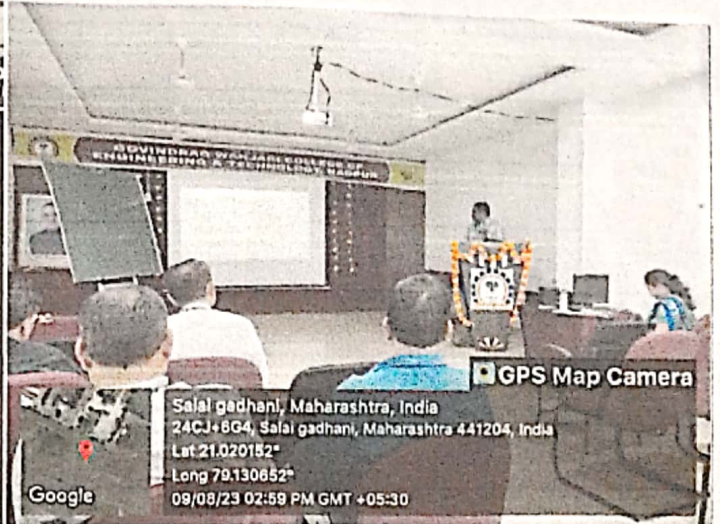 GOVINDRAO WANJARI COLLEGE OF
ENGINEERING & TECHNOLOGY, NAGPUR
GPS Map Camera
Salai gadhani, Maharashtra, India
24CJ+6G4, Salai gadhani, Maharashtra 441204, India
Lat 21.020152°
Long 79.130652°
09/08/23 02:59 PM GMT +05:30
Google